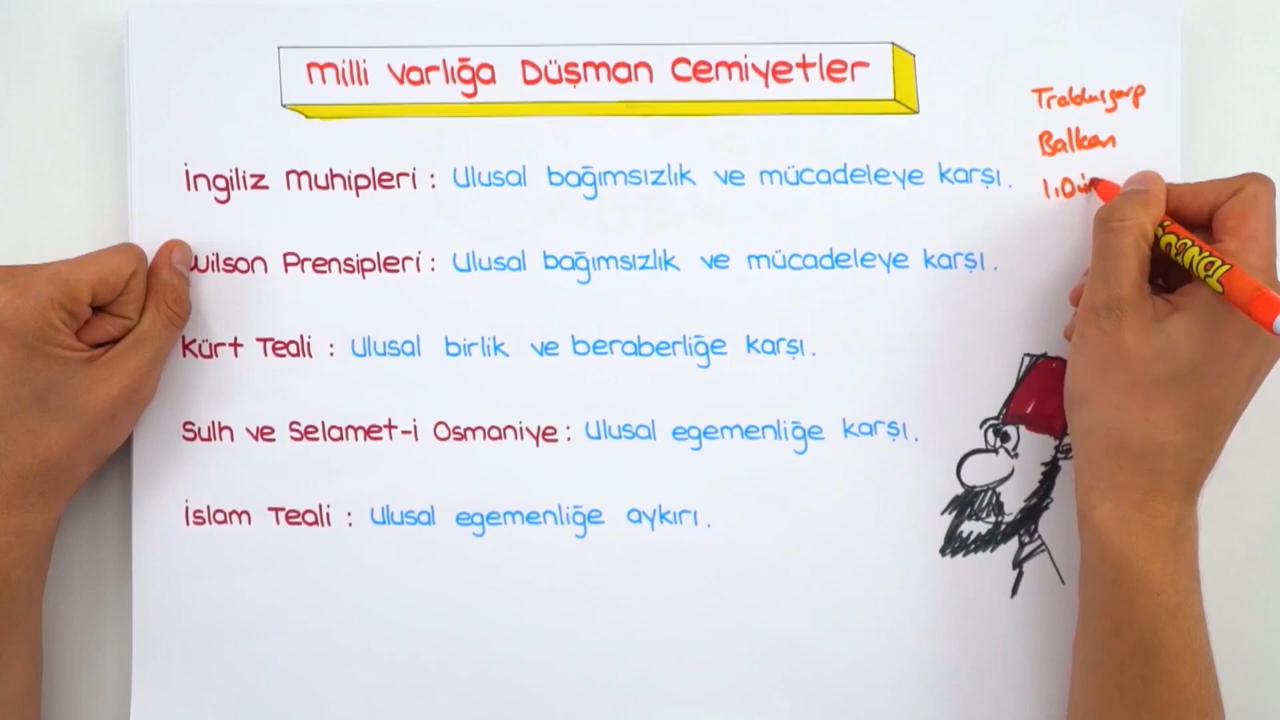 Milli Varlığa Düşman Cemiyetler
İngiliz Muhipleri : Ulusal bağımsızlık ve mücadeleye karşı.
Wilson Prensipleri : Ulusal bağımsızlık ve mücadeleye karşı.
Kürt Teali : Ulusal birlik ve beraberliğe karşı.
Sulh ve Selamet-i Osmaniye : Ulusal egemenliğe karşı.
İslam Teali : Ulusal egemenliğe aykırı.
Trablusgarp
Balkan
1.Dün